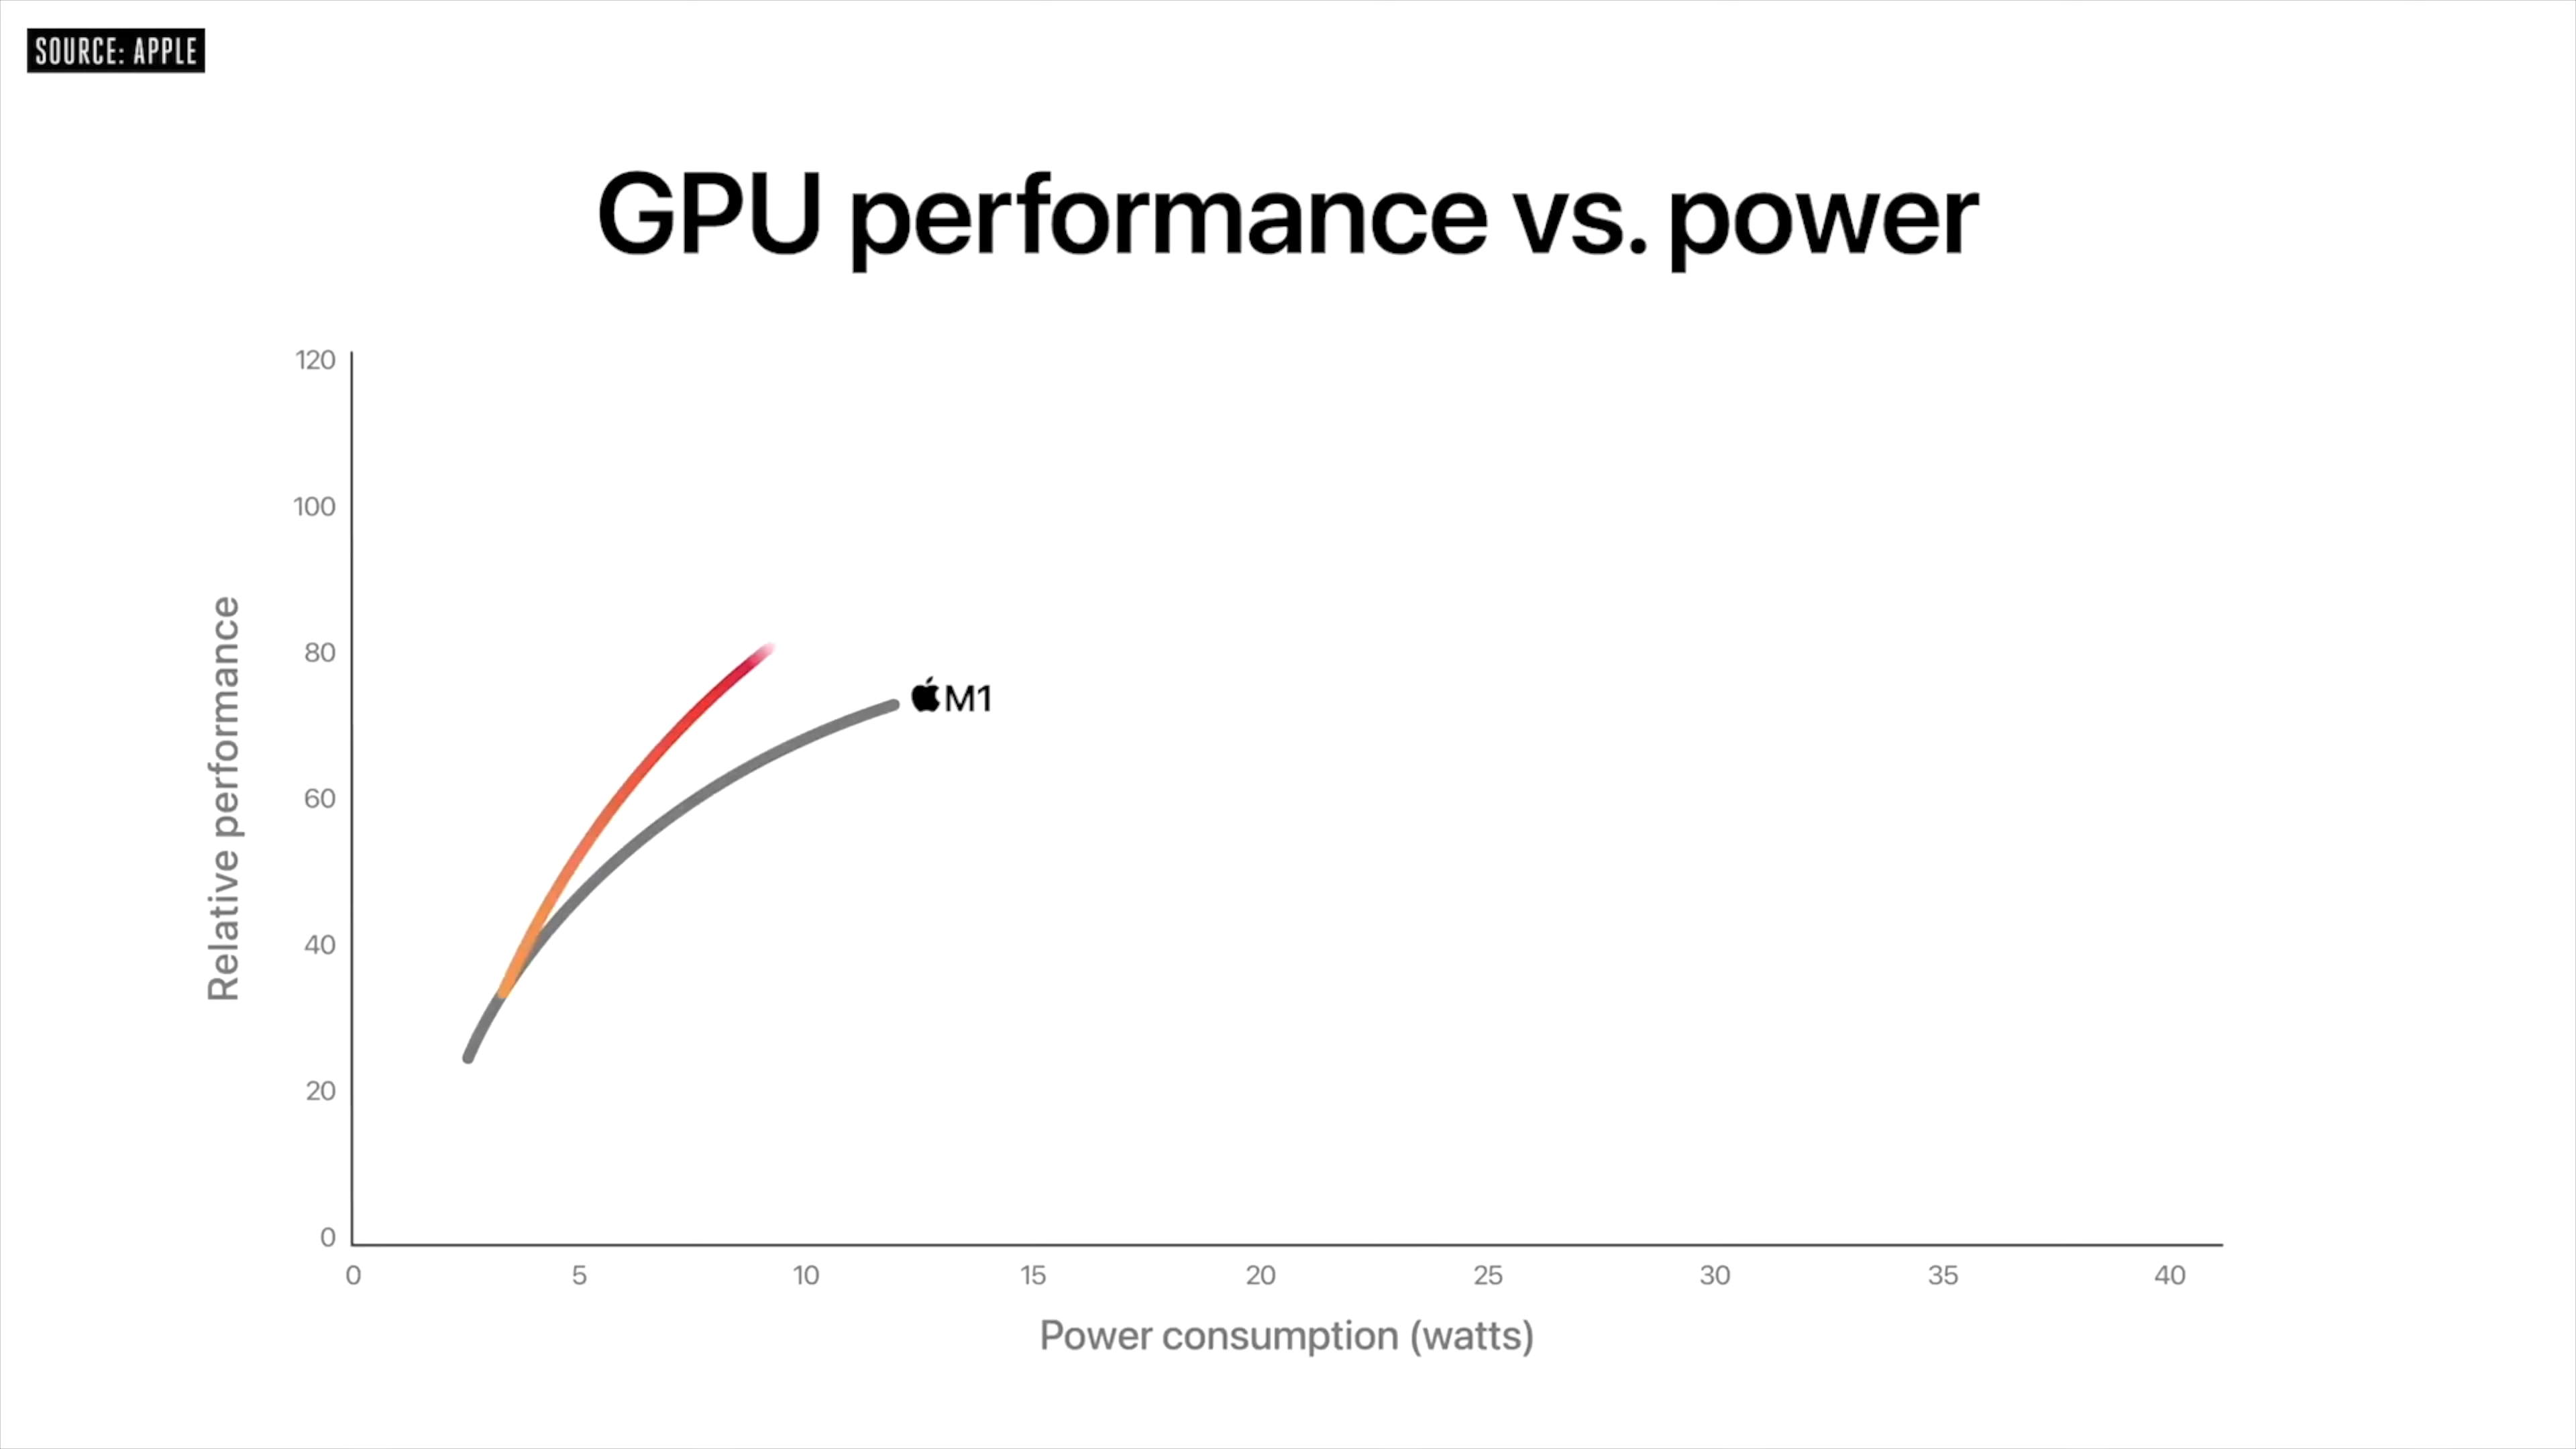 SOURCE: APPLE
GPU performance vs. power
120
100
80
60
40
20
0
Relative performance
M1
0 5 10 15 20 25 30 35 40
Power consumption (watts)